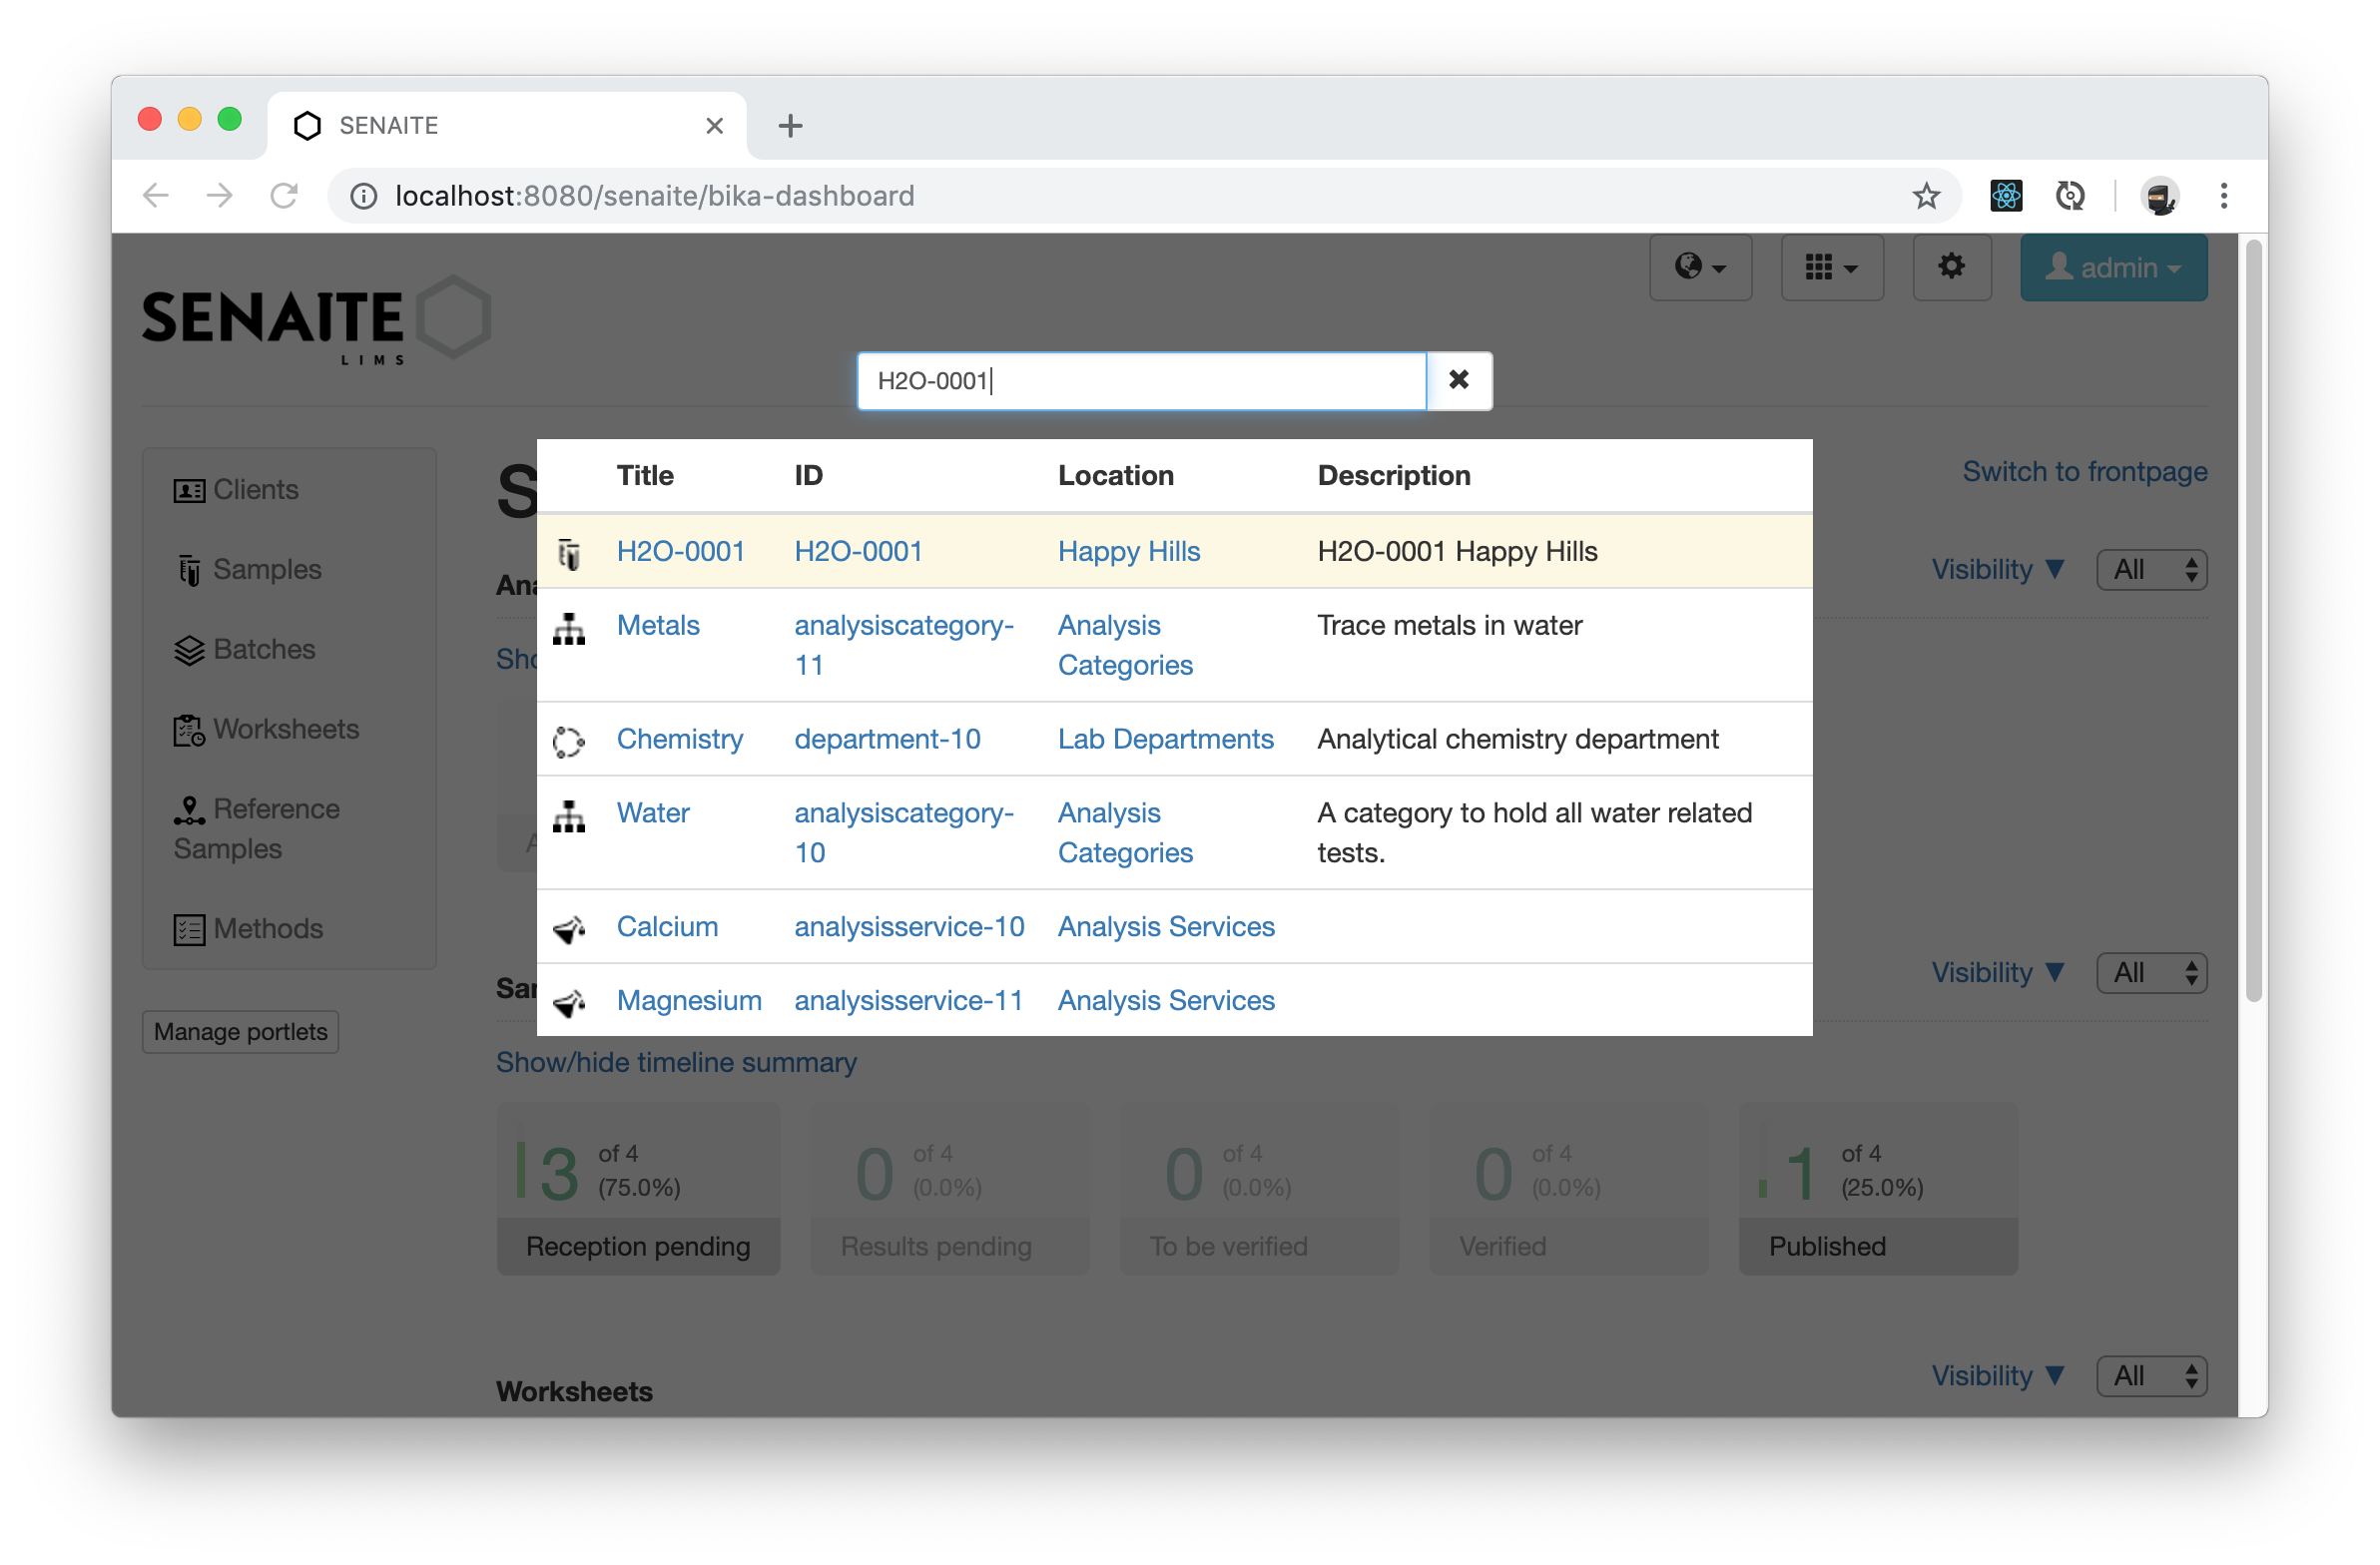 SENAITE
localhost:8080/senaite/bika-dashboard
SENAITE
LIMS
admin
H2O-0001
Clients
Samples
Batches
Worksheets
Reference
Samples
Methods
Manage portlets
S
Switch to frontpage
Title ID Location Description
H2O-0001 H2O-0001 Happy Hills H2O-0001 Happy Hills
Metals analysiscategory-11 Analysis Categories Trace metals in water
Chemistry department-10 Lab Departments Analytical chemistry department
Water analysiscategory-10 Analysis Categories A category to hold all water related tests.
Calcium analysisservice-10 Analysis Services
Magnesium analysisservice-11 Analysis Services
Ana
Visibility ▼ All
Sho
A
Sa
Visibility ▼ All
Show/hide timeline summary
3 of 4 (75.0%)
Reception pending
0 of 4 (0.0%)
Results pending
0 of 4 (0.0%)
To be verified
0 of 4 (0.0%)
Verified
1 of 4 (25.0%)
Published
Worksheets
Visibility ▼ All